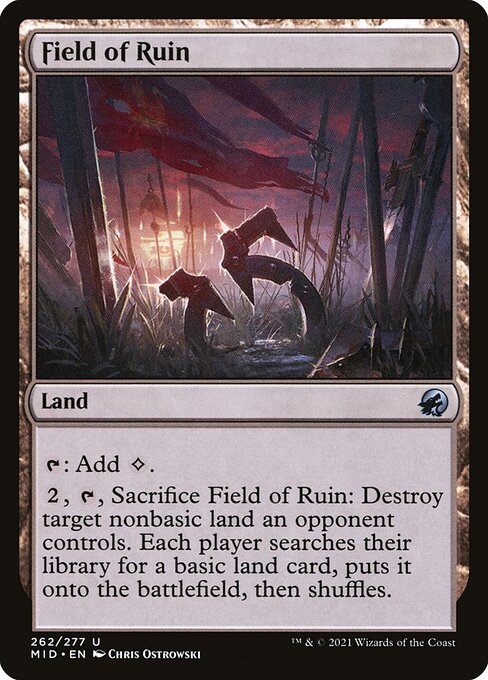 Field of Ruin
Land
: Add .
2, , Sacrifice Field of Ruin: Destroy
target nonbasic land an opponent
controls. Each player searches their
library for a basic land card, puts it
onto the battlefield, then shuffles.
262/277 U
MID • EN Chris Ostrowski
™ & © 2021 Wizards of the Coast